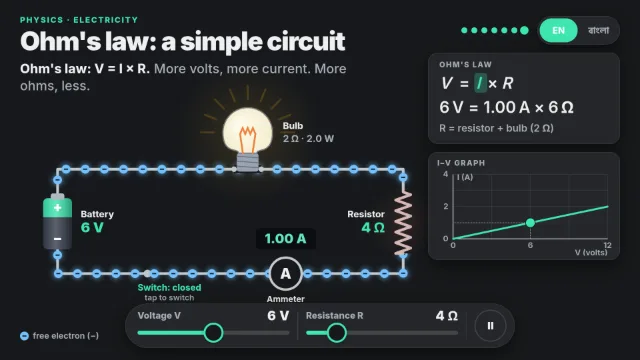 PHYSICS · ELECTRICITY
Ohm's law: a simple circuit
Ohm's law: V = I × R. More volts, more current. More
ohms, less.
EN
বাংলা
OHM'S LAW
V = I × R
6 V = 1.00 A × 6 Ω
R = resistor + bulb (2 Ω)
Bulb
2 Ω · 2.0 W
I–V GRAPH
I (A)
4
2
0
0
6
12
V (volts)
Battery
6 V
+
−
Resistor
4 Ω
1.00 A
A
Ammeter
Switch: closed
tap to switch
Voltage V
6 V
Resistance R
4 Ω
free electron (−)